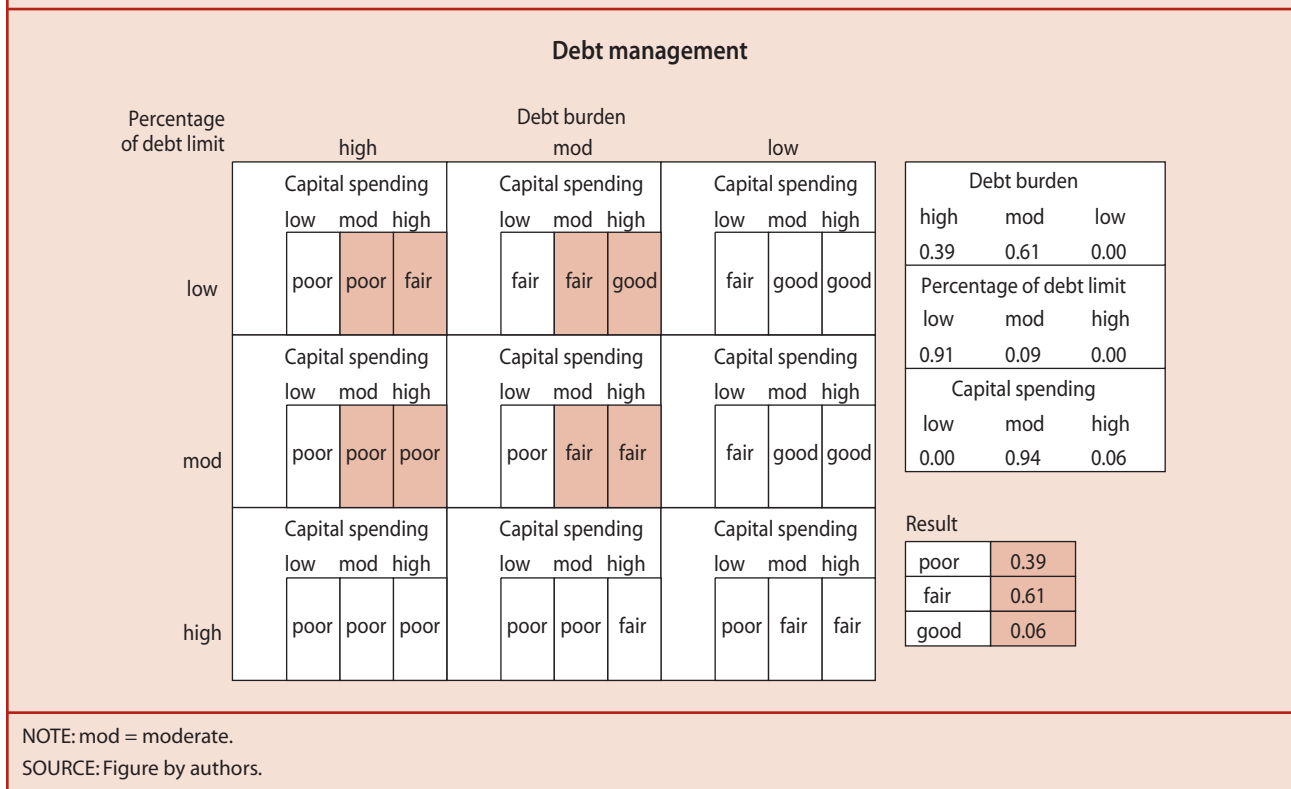 Debt management
Percentage
of debt limit
Debt burden
high mod low
Capital spending Capital spending Capital spending
low mod high low mod high low mod high
low poor poor fair fair fair good fair good good
Capital spending Capital spending Capital spending
low mod high low mod high low mod high
mod poor poor poor poor fair fair fair good good
Capital spending Capital spending Capital spending
low mod high low mod high low mod high
high poor poor poor poor poor fair poor fair fair
Debt burden
high mod low
0.39 0.61 0.00
Percentage of debt limit
low mod high
0.91 0.09 0.00
Capital spending
low mod high
0.00 0.94 0.06
Result
poor 0.39
fair 0.61
good 0.06
NOTE: mod = moderate.
SOURCE: Figure by authors.